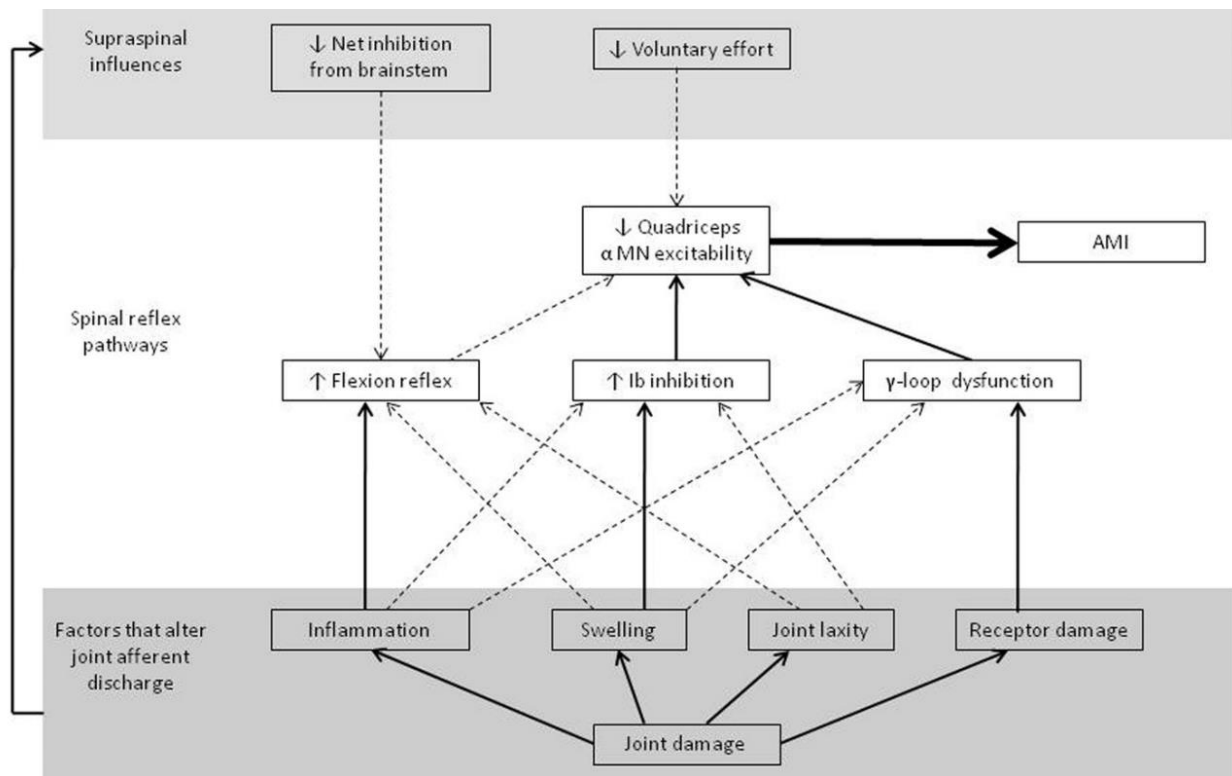 Supraspinal
influences
↓ Net inhibition
from brainstem
↓ Voluntary effort
↓ Quadriceps
α MN excitability
AMI
Spinal reflex
pathways
↑ Flexion reflex
↑ Ib inhibition
γ-loop dysfunction
Factors that alter
joint afferent
discharge
Inflammation
Swelling
Joint laxity
Receptor damage
Joint damage